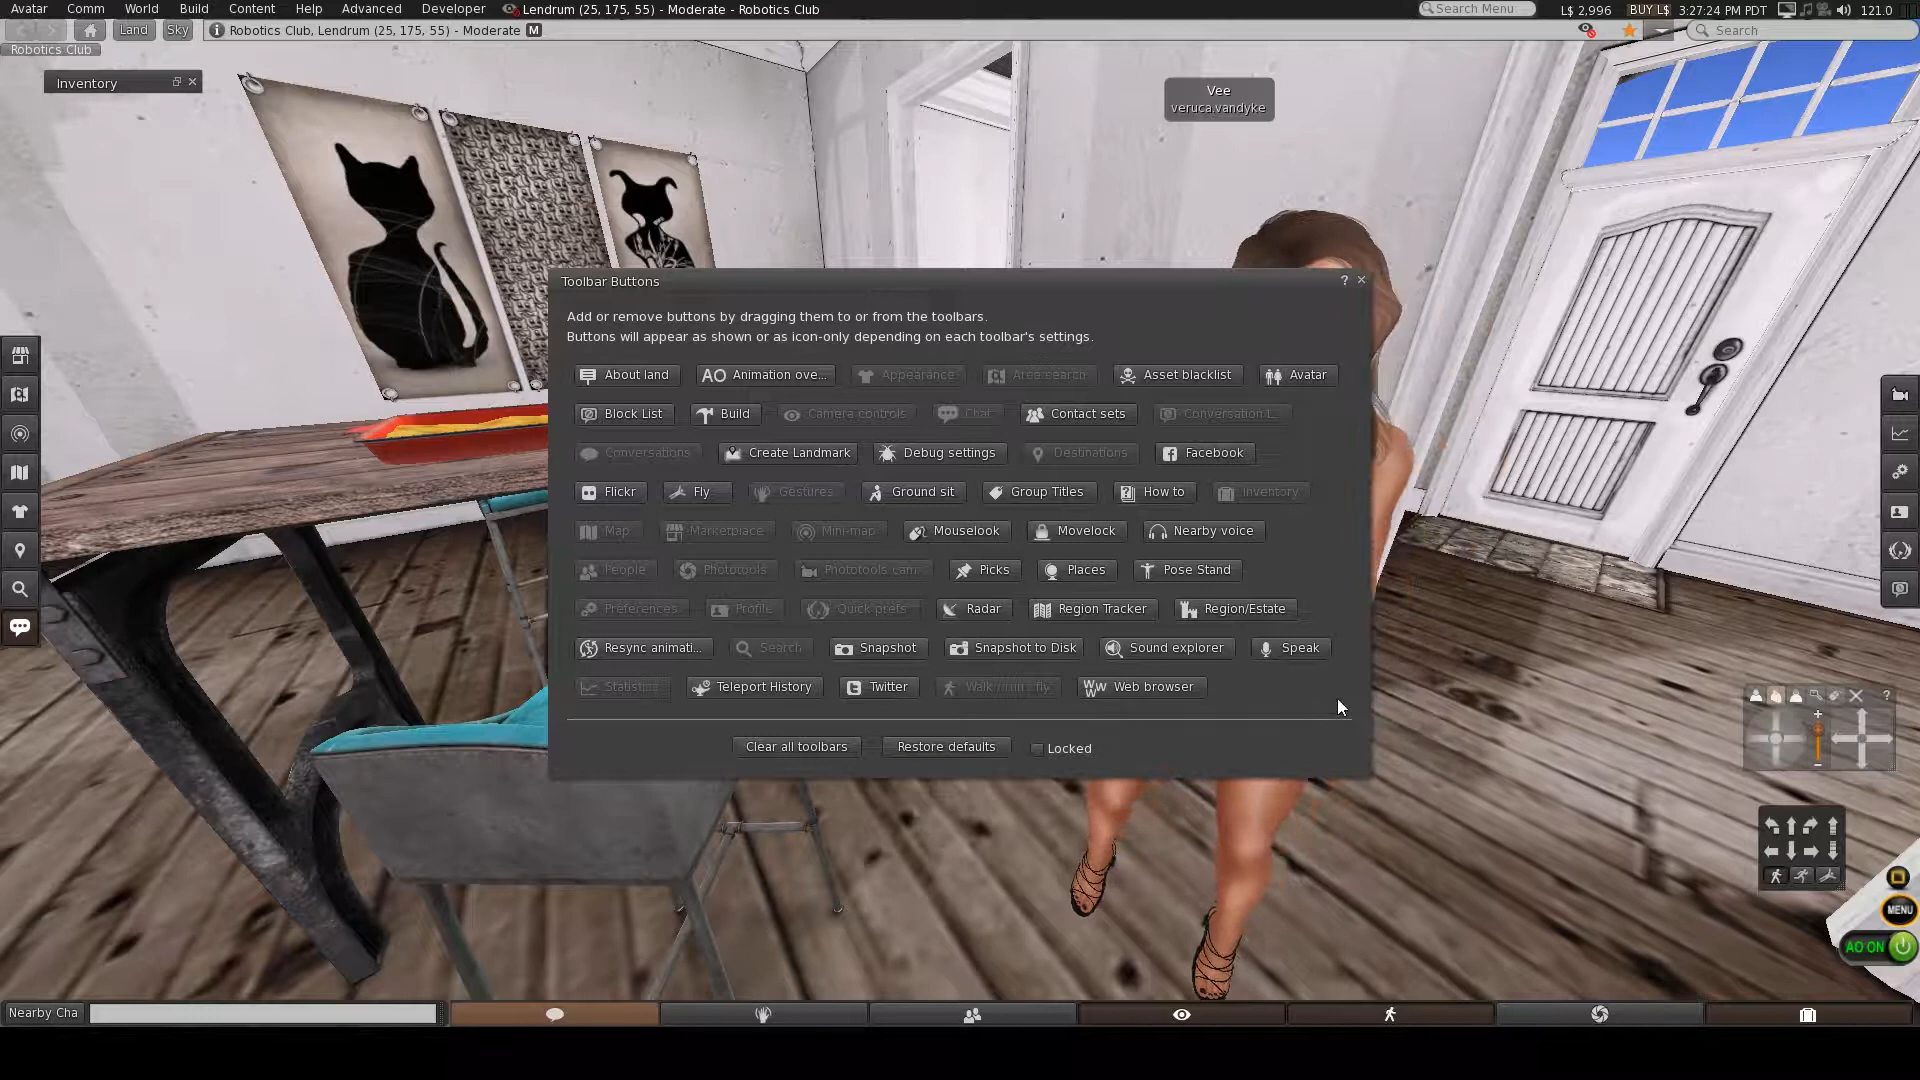 Avatar Comm World Build Content Help Advanced Developer Lendrum (25, 175, 55) - Moderate - Robotics Club Search Menu L$ 2,996 BUY L$ 3:27:24 PM PDT 121.0
Land Sky Robotics Club, Lendrum (25, 175, 55) - Moderate M Search
Robotics Club
Inventory
Vee
veruca.vandyke
Toolbar Buttons ?
Add or remove buttons by dragging them to or from the toolbars.
Buttons will appear as shown or as icon-only depending on each toolbar's settings.
About land AO Animation ove... Appearance Area search Asset blacklist Avatar
Block List Build Camera controls Chat Contact sets Conversation l...
Conversations Create Landmark Debug settings Destinations Facebook
Flickr Fly Gestures Ground sit Group Titles How to Inventory
Map Marketplace Mini-map Mouselook Movelock Nearby voice
People Phototools Phototools cam... Picks Places Pose Stand
Preferences Profile Quick prefs Radar Region Tracker Region/Estate
Resync animati... Search Snapshot Snapshot to Disk Sound explorer Speak
Statistics Teleport History Twitter Walk / run / fly Web browser
Clear all toolbars Restore defaults Locked
?
MENU
AO ON
Nearby Cha